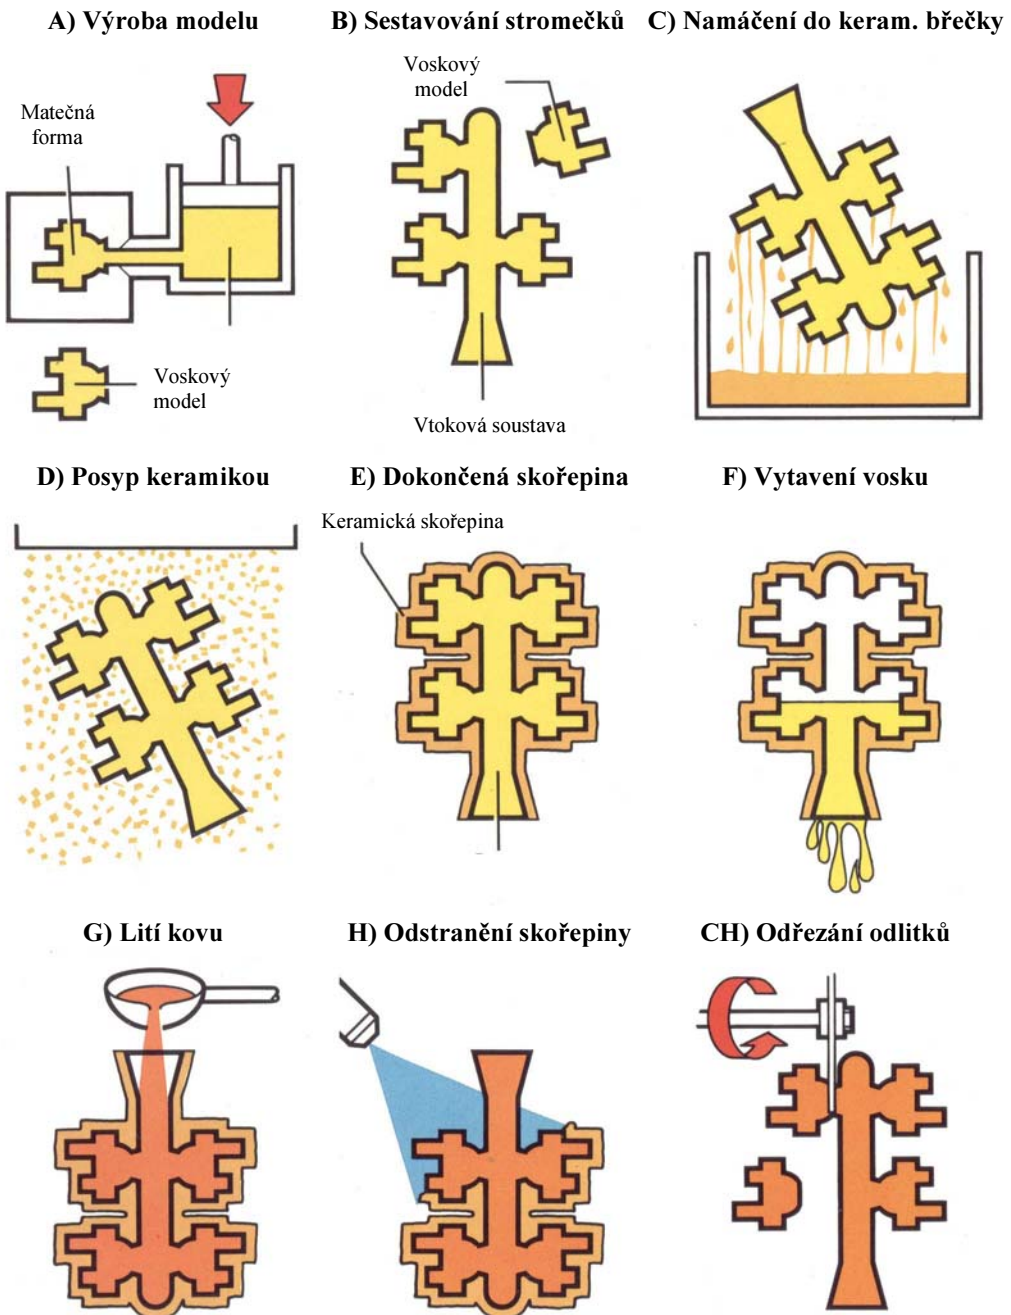 A) Výroba modelu
B) Sestavování stromečků
C) Namáčení do keram. břečky
Matečná
forma
Voskový
model
Voskový
model
Vtoková soustava
D) Posyp keramikou
E) Dokončená skořepina
F) Vytavení vosku
Keramická skořepina
G) Lití kovu
H) Odstranění skořepiny
CH) Odřezání odlitků